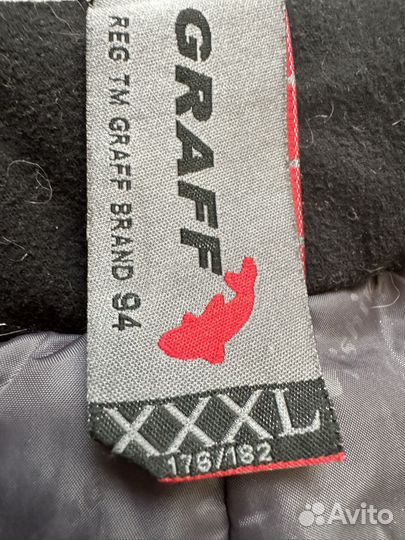 GRAFF
REG TM GRAFF BRAND 94
XXXL
176/182
Avito